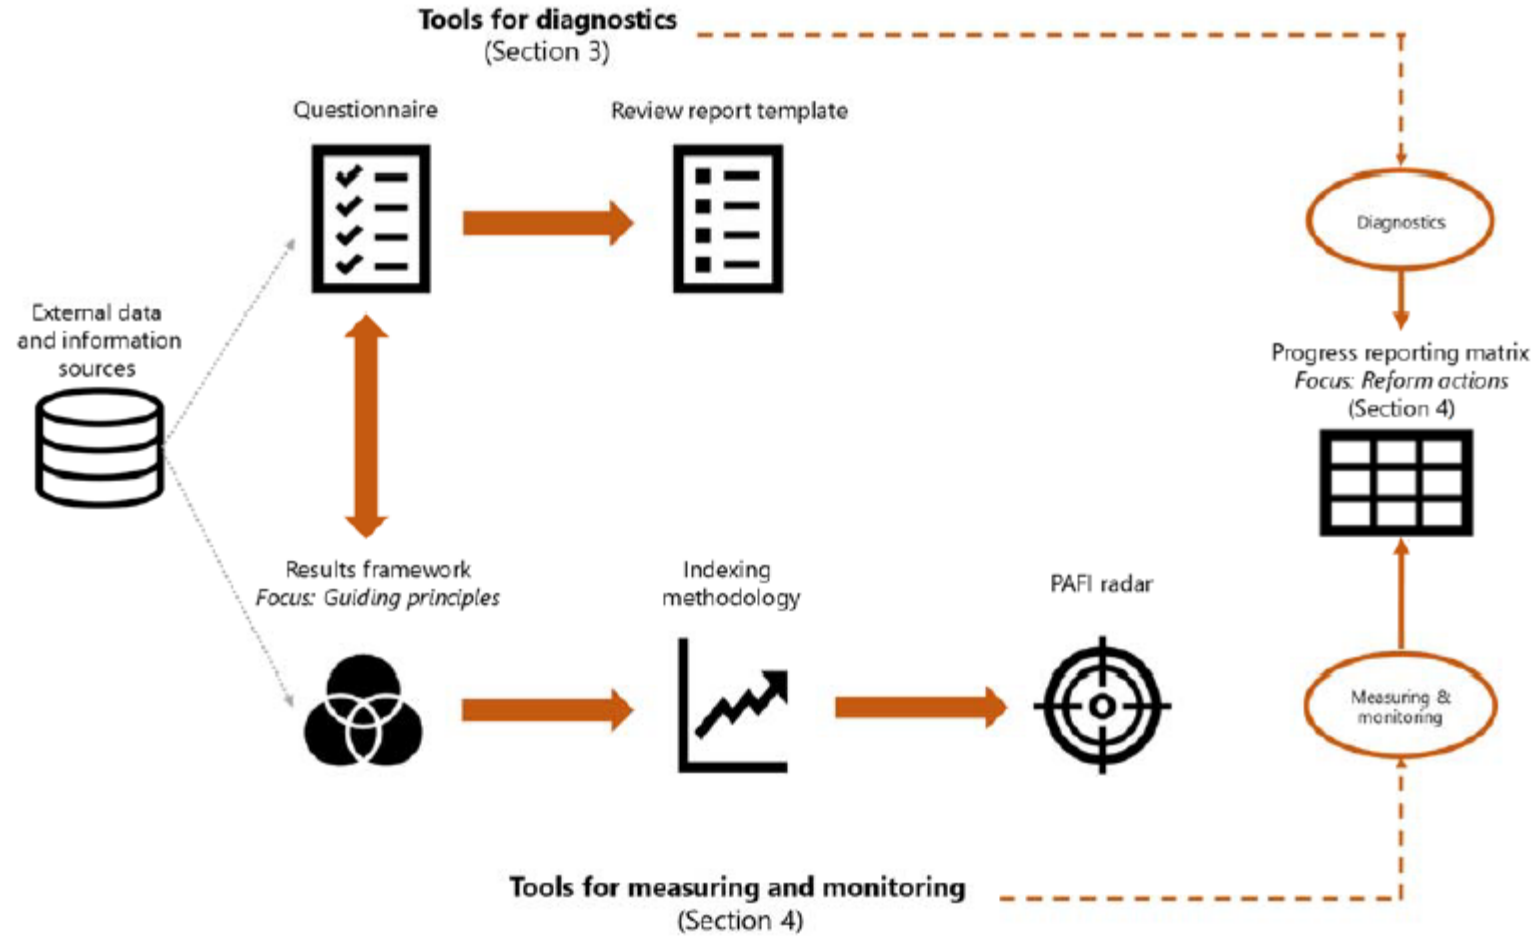 Tools for diagnostics
(Section 3)
Questionnaire
Review report template
Diagnostics
External data
and information
sources
Progress reporting matrix
Focus: Reform actions
(Section 4)
Results framework
Focus: Guiding principles
Indexing
methodology
PAFI radar
Measuring &
monitoring
Tools for measuring and monitoring
(Section 4)